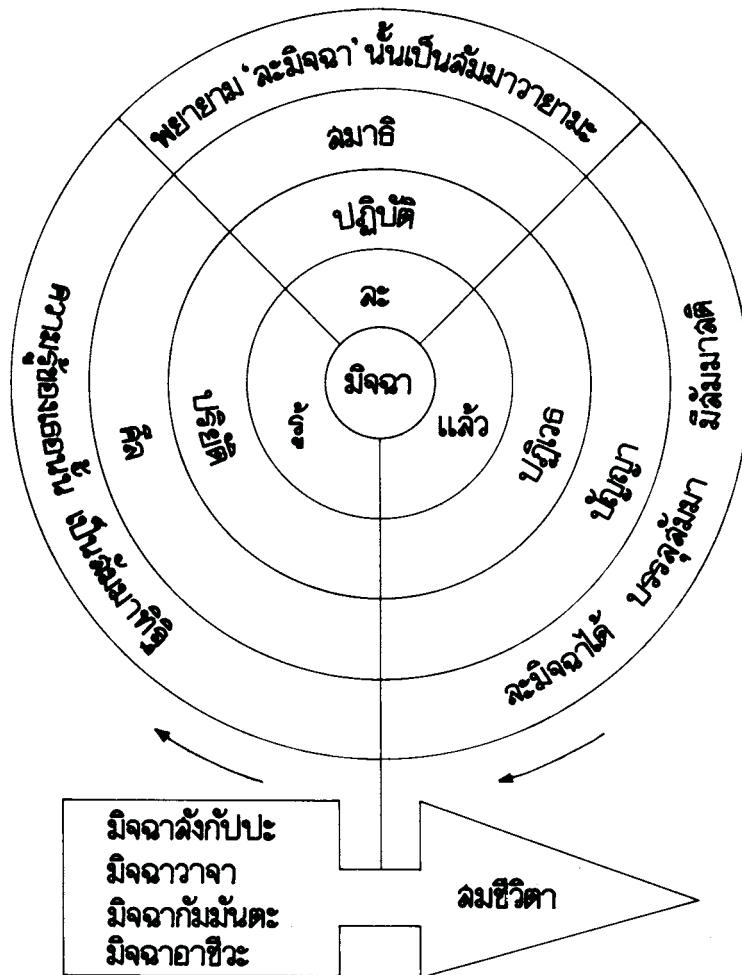 พยายาม 'ละมิจฉา' นั้นเป็นสัมมาวายามะ
สมาธิ
ปฏิบัติ
ละ
มิจฉา
แล้ว
ปริยัติ
ศีล
ความรู้ของเธอนั้น เป็นสัมมาทิฐิ
ปฏิเวธ
ปัญญา
มีสัมมาสติ
ละมิจฉาได้ บรรลุสัมมา
มิจฉาสังกัปปะ
มิจฉาวาจา
มิจฉากัมมันตะ
มิจฉาอาชีวะ
สมชีวิตา